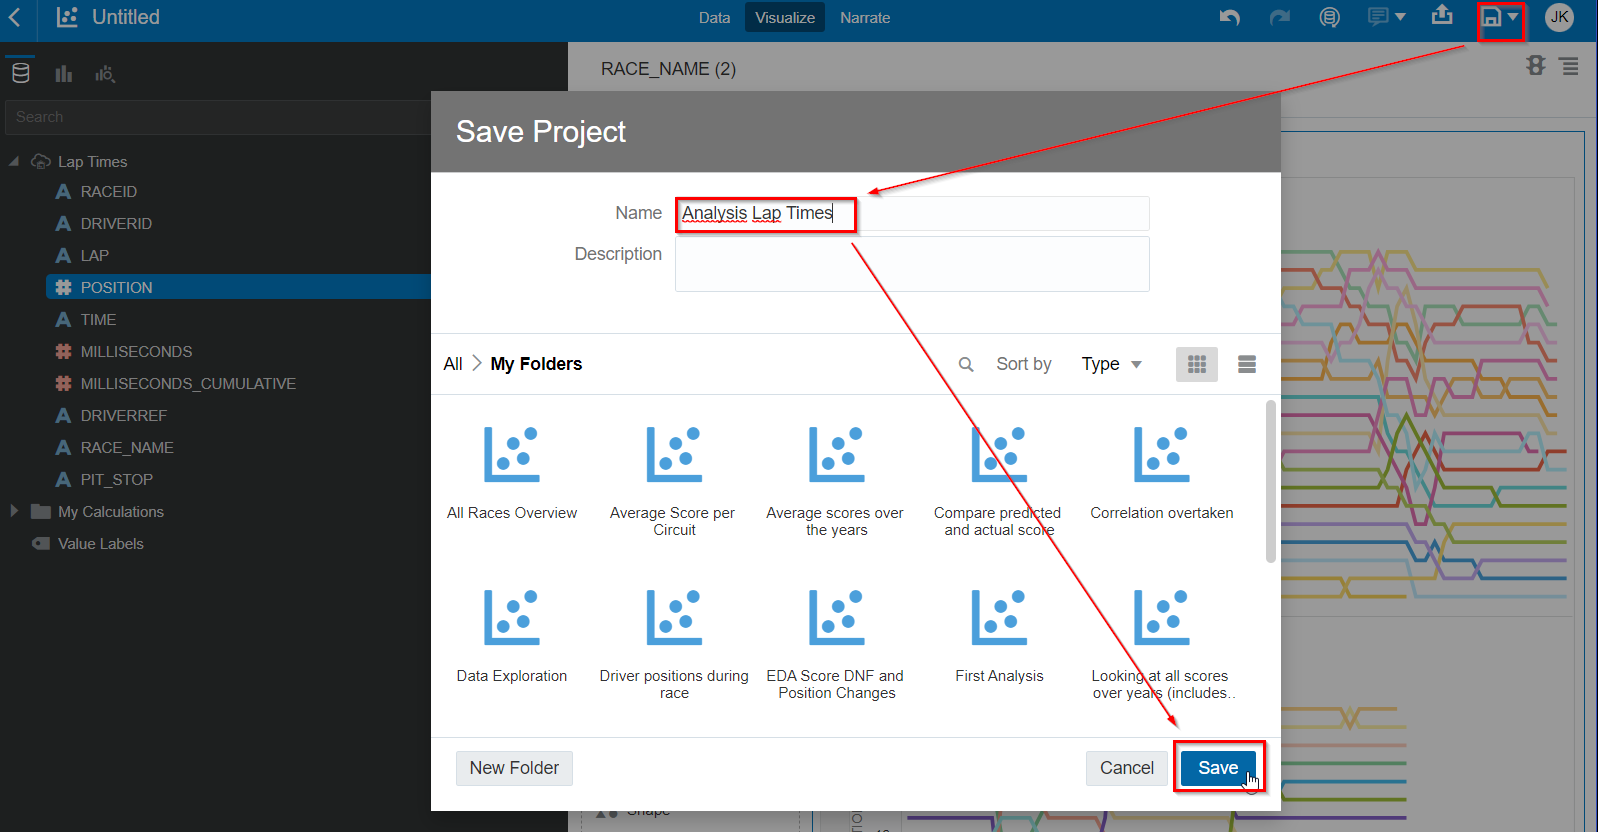 Untitled
Data
Visualize
Narrate
JK
RACE_NAME (2)
Search
Lap Times
RACEID
DRIVERID
LAP
POSITION
TIME
MILLISECONDS
MILLISECONDS_CUMULATIVE
DRIVERREF
RACE_NAME
PIT_STOP
My Calculations
Value Labels
Save Project
Name
Analysis Lap Times
Description
All
My Folders
Sort by
Type
All Races Overview
Average Score per
Circuit
Average scores over
the years
Compare predicted
and actual score
Correlation overtaken
Data Exploration
Driver positions during
race
EDA Score DNF and
Position Changes
First Analysis
Looking at all scores
over years (includes..
New Folder
Cancel
Save
Shape